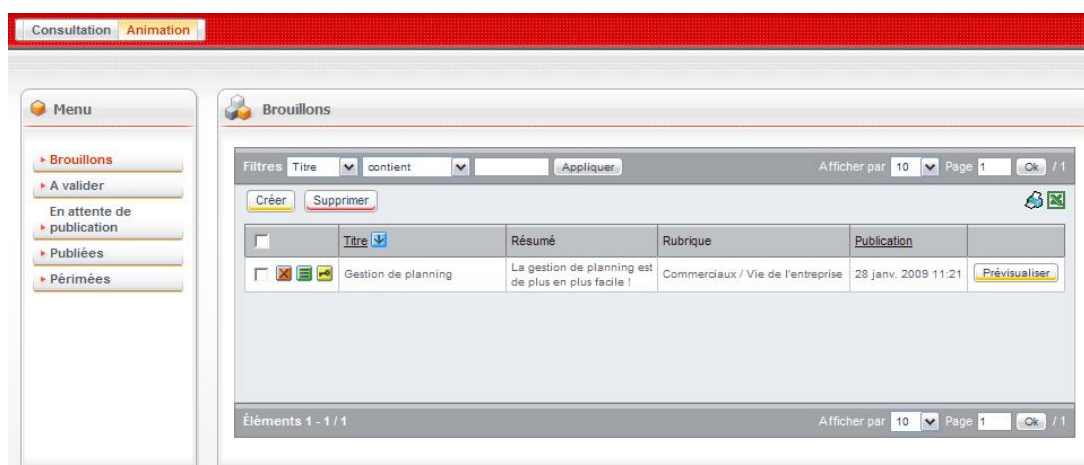 Consultation Animation
Menu
Brouillons
A valider
En attente de
publication
Publiées
Périmées
Brouillons
Filtres Titre contient Appliquer Afficher par 10 Page 1 Ok / 1
Créer Supprimer
Titre Résumé Rubrique Publication
Gestion de planning La gestion de planning est Commerciaux / Vie de l'entreprise 28 janv. 2009 11:21 Prévisualiser
de plus en plus facile !
Éléments 1 - 1 / 1 Afficher par 10 Page 1 Ok / 1